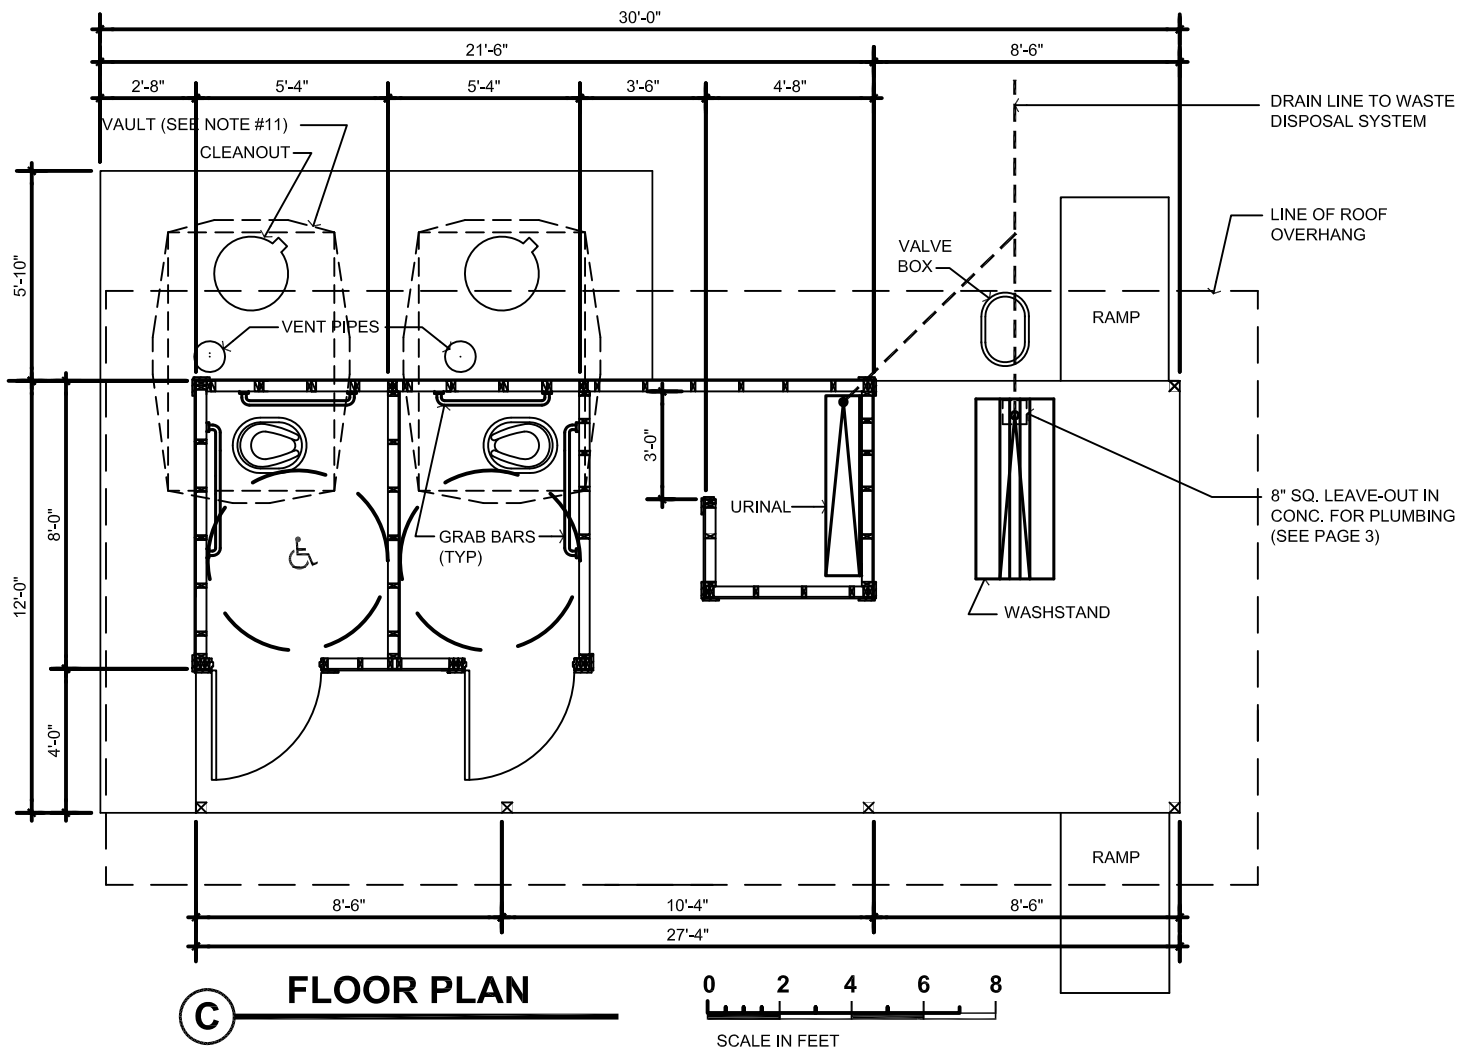 30'-0"
21'-6"
8'-6"
2'-8"
5'-4"
5'-4"
3'-6"
4'-8"
DRAIN LINE TO WASTE
DISPOSAL SYSTEM
VAULT (SEE NOTE #11)
CLEANOUT
LINE OF ROOF
OVERHANG
VALVE
BOX
5'-10"
VENT PIPES
RAMP
3'-0"
URINAL
8" SQ. LEAVE-OUT IN
CONC. FOR PLUMBING
(SEE PAGE 3)
GRAB BARS
(TYP)
8'-0"
12'-0"
WASHSTAND
4'-0"
RAMP
8'-6"
10'-4"
8'-6"
27'-4"
C
FLOOR PLAN
0 2 4 6 8
SCALE IN FEET